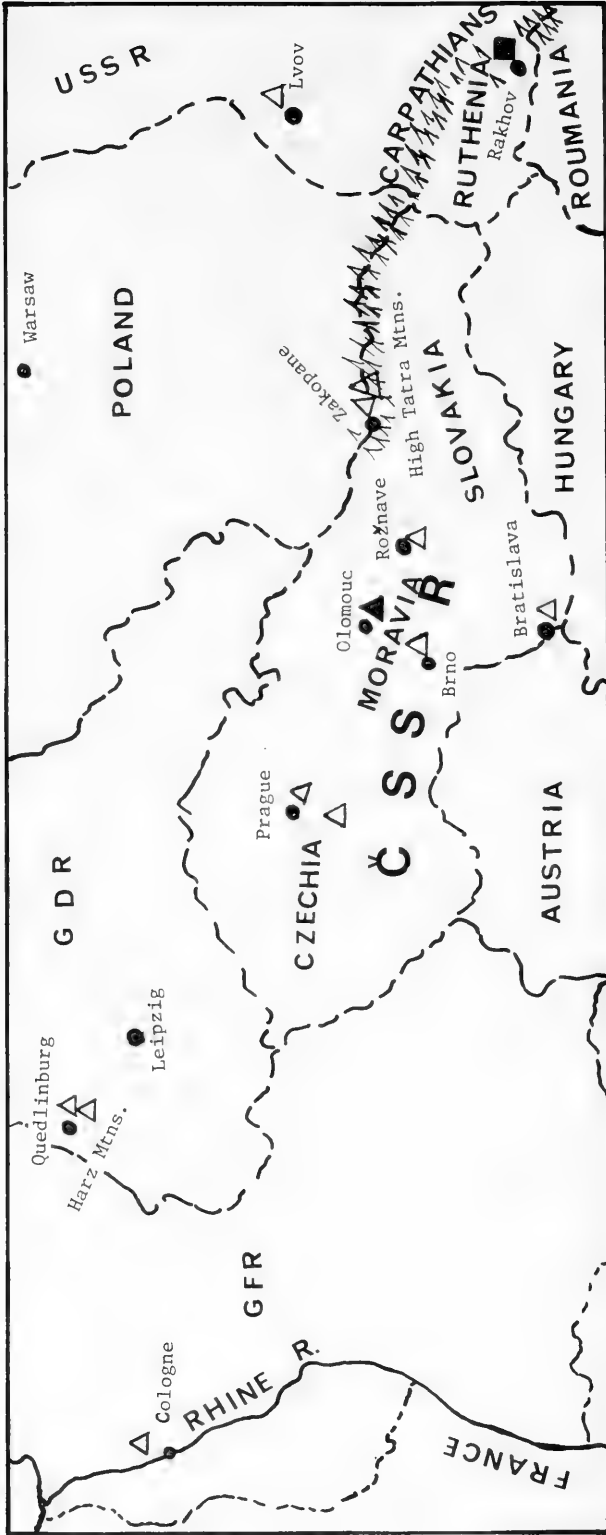 USSR
Lvov
Warsaw
POLAND
CARPATHIANS
RUTHENIA
Rakhov
ROUMANIA
Zakopane
High Tatra Mtns.
SLOVAKIA
HUNGARY
GDR
Quedlinburg
Harz Mtns.
Leipzig
Prague
CZECHIA
Olomouc
MORAVIA
Rožnave
Brno
Bratislava
Č S S R
AUSTRIA
GFR
Cologne
RHINE R.
FRANCE
S